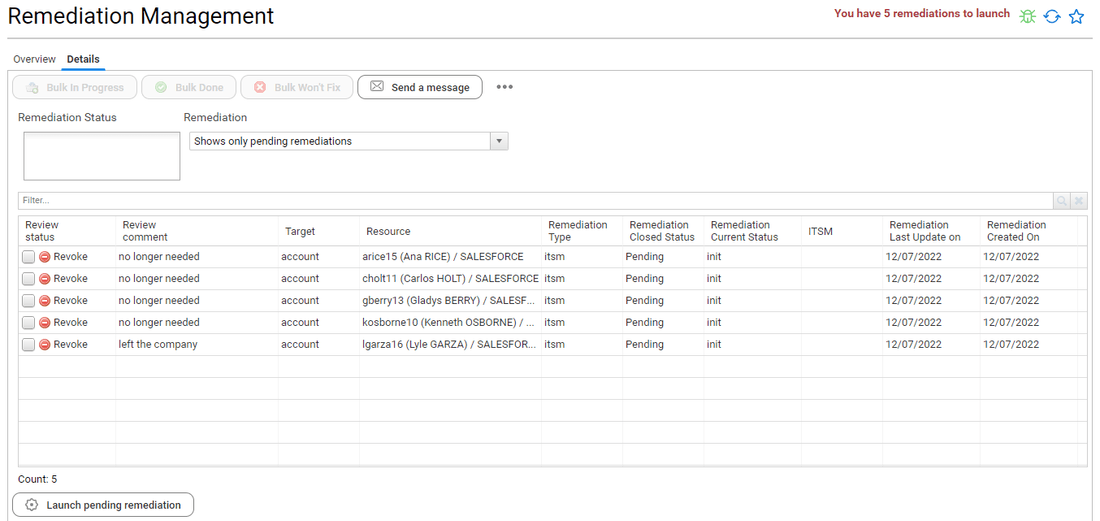 Remediation Management
You have 5 remediations to launch
Overview Details
Bulk In Progress Bulk Done Bulk Won't Fix Send a message •••
Remediation Status Remediation
Shows only pending remediations
Filter...
Review status Review comment Target Resource Remediation Type Remediation Closed Status Remediation Current Status ITSM Remediation Last Update on Remediation Created On
Revoke no longer needed account arice15 (Ana RICE) / SALESFORCE itsm Pending init 12/07/2022 12/07/2022
Revoke no longer needed account cholt11 (Carlos HOLT) / SALESFORCE itsm Pending init 12/07/2022 12/07/2022
Revoke no longer needed account gberry13 (Gladys BERRY) / SALESF... itsm Pending init 12/07/2022 12/07/2022
Revoke no longer needed account kosborne10 (Kenneth OSBORNE) / ... itsm Pending init 12/07/2022 12/07/2022
Revoke left the company account lgarza16 (Lyle GARZA) / SALESFOR... itsm Pending init 12/07/2022 12/07/2022
Count: 5
Launch pending remediation